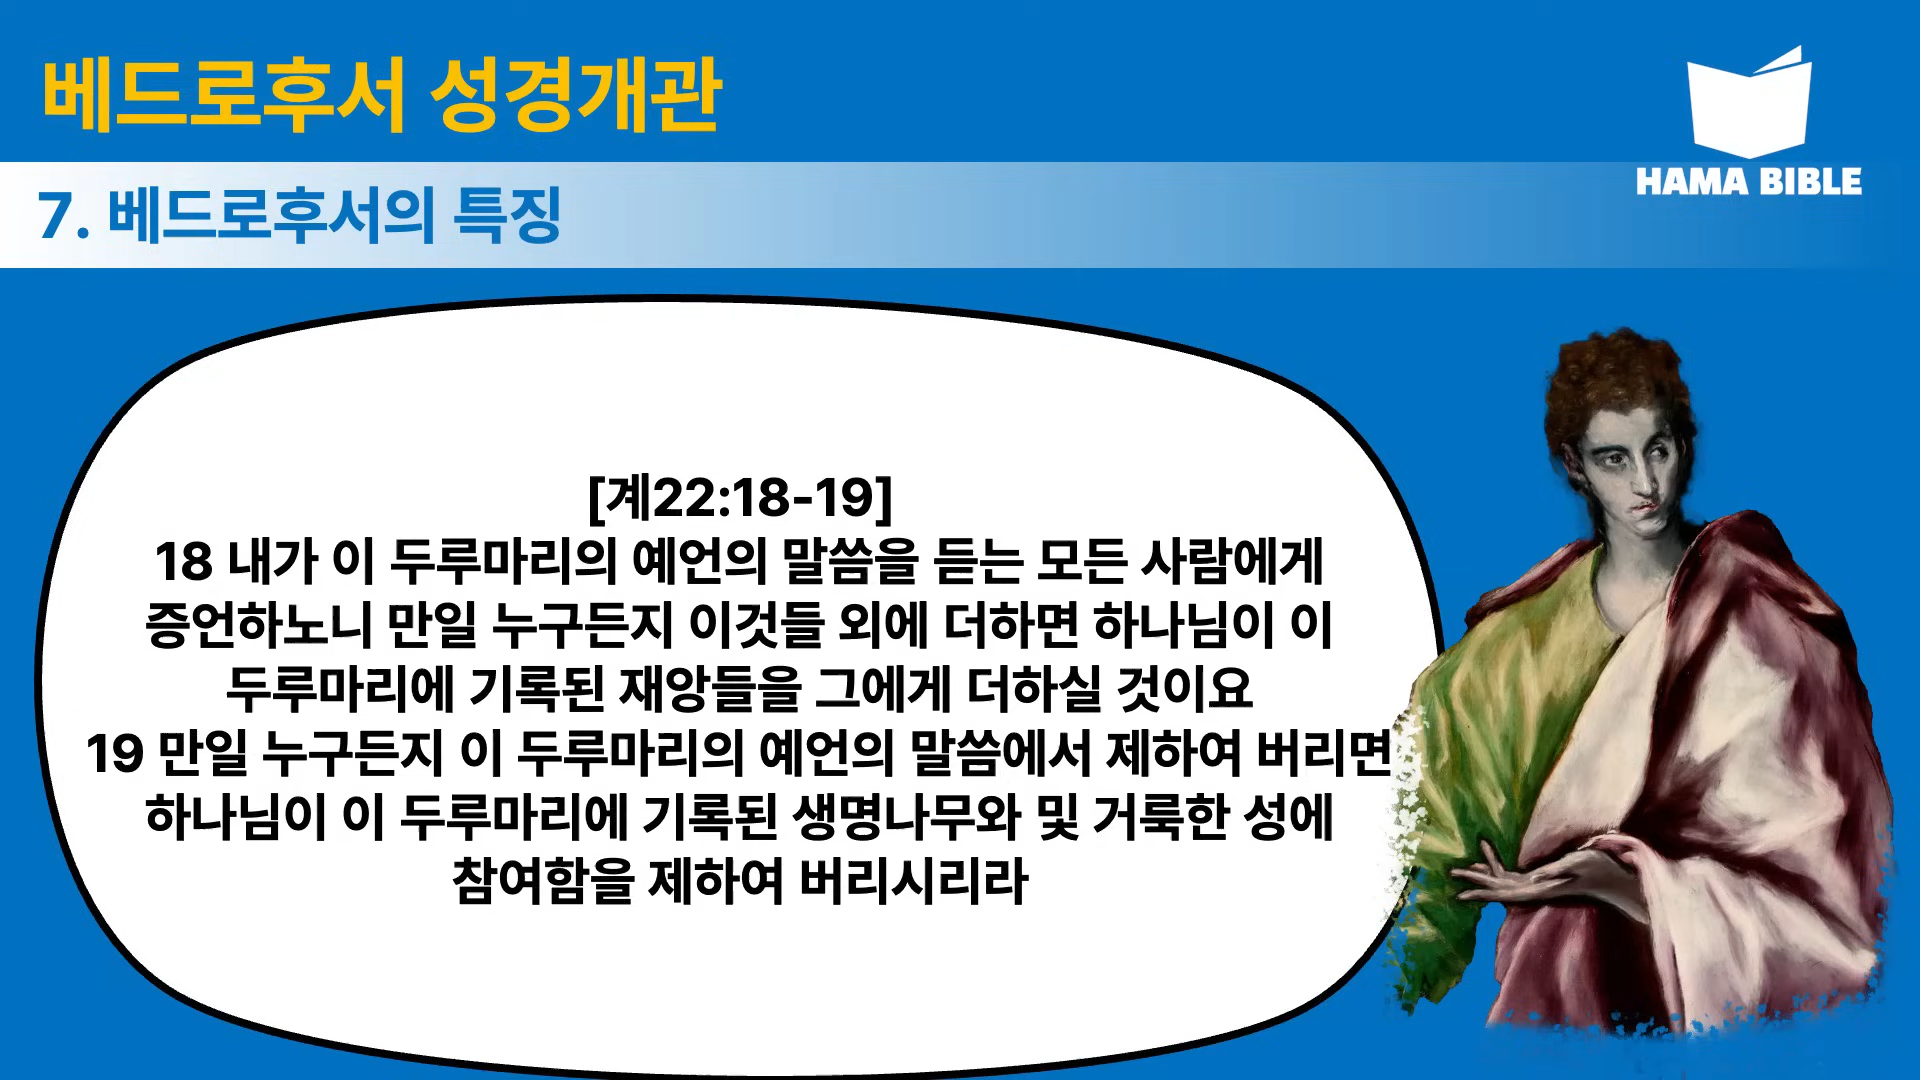 베드로후서 성경개관
HAMA BIBLE
7. 베드로후서의 특징
[계22:18-19]
18 내가 이 두루마리의 예언의 말씀을 듣는 모든 사람에게
증언하노니 만일 누구든지 이것들 외에 더하면 하나님이 이
두루마리에 기록된 재앙들을 그에게 더하실 것이요
19 만일 누구든지 이 두루마리의 예언의 말씀에서 제하여 버리면
하나님이 이 두루마리에 기록된 생명나무와 및 거룩한 성에
참여함을 제하여 버리시리라